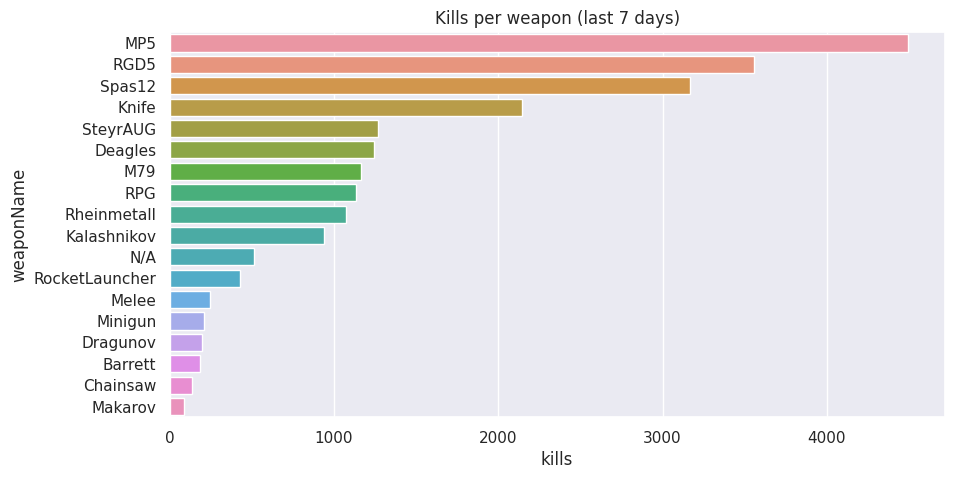 Kills per weapon (last 7 days)
weaponName
MP5
RGD5
Spas12
Knife
SteyrAUG
Deagles
M79
RPG
Rheinmetall
Kalashnikov
N/A
RocketLauncher
Melee
Minigun
Dragunov
Barrett
Chainsaw
Makarov
0 1000 2000 3000 4000
kills